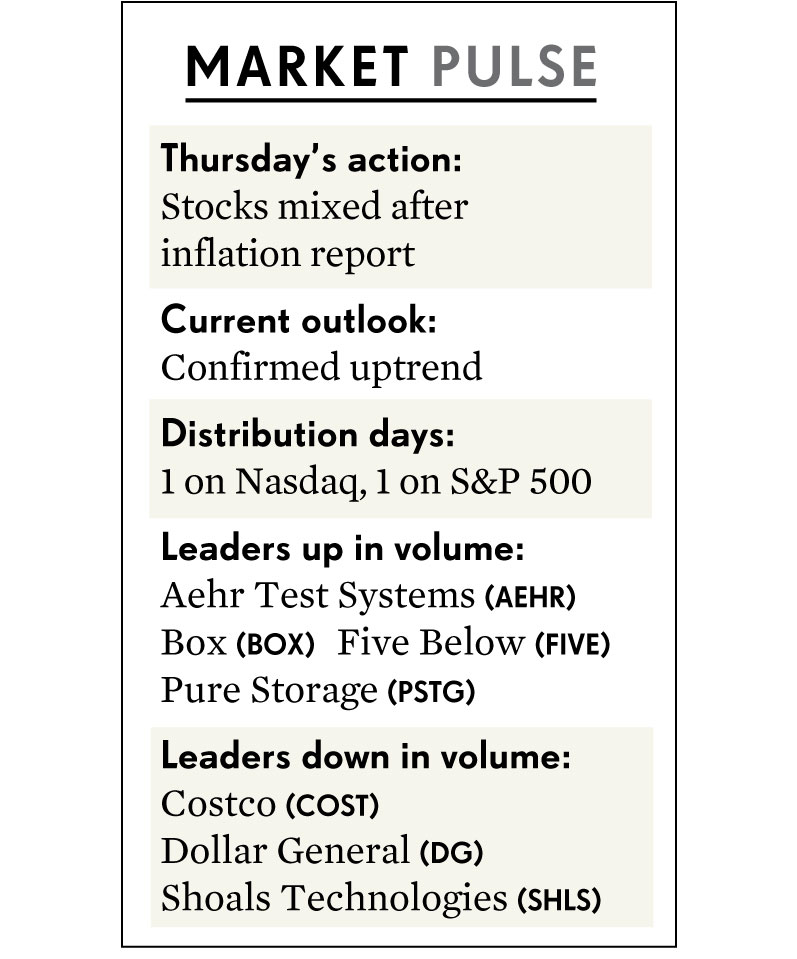 MARKET PULSE
Thursday’s action:
Stocks mixed after
inflation report
Current outlook:
Confirmed uptrend
Distribution days:
1 on Nasdaq, 1 on S&P 500
Leaders up in volume:
Aehr Test Systems (AEHR)
Box (BOX) Five Below (FIVE)
Pure Storage (PSTG)
Leaders down in volume:
Costco (COST)
Dollar General (DG)
Shoals Technologies (SHLS)